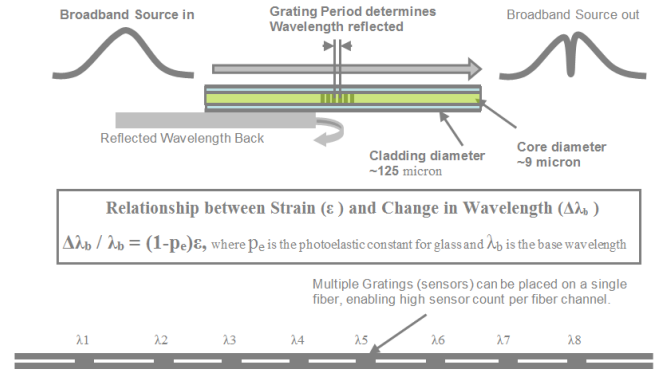 Broadband Source in
Grating Period determines
Wavelength reflected
Broadband Source out
Reflected Wavelength Back
Cladding diameter
~125 micron
Core diameter
~9 micron
Relationship between Strain (ε ) and Change in Wavelength (Δλb )
Δλb / λb = (1-pe)ε, where pe is the photoelastic constant for glass and λb is the base wavelength
Multiple Gratings (sensors) can be placed on a single
fiber, enabling high sensor count per fiber channel.
λ1 λ2 λ3 λ4 λ5 λ6 λ7 λ8